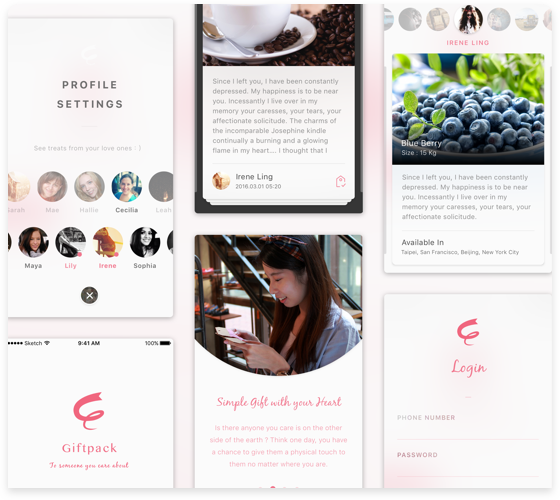 PROFILE
SETTINGS
See treats from your love ones : )
Sarah
Mae
Hallie
Cecilia
Leah
Maya
Lily
Irene
Sophia
Sketch
9:41 AM
100%
Giftpack
To someone you care about
Since I left you, I have been constantly
depressed. My happiness is to be near
you. Incessantly I live over in my
memory your caresses, your tears, your
affectionate solicitude. The charms of
the incomparable Josephine kindle
continually a burning and a glowing
flame in my heart.... I thought that I
Irene Ling
2016.03.01 05:20
Simple Gift with your Heart
Is there anyone you care is on the other
side of the earth ? Think one day, you have
a chance to give them a physical touch to
them no matter where you are.
IRENE LING
Blue Berry
Size : 15 Kg
Since I left you, I have been constantly
depressed. My happiness is to be near
you. Incessantly I live over in my
memory your caresses, your tears, your
affectionate solicitude.
Available In
Taipei, San Francisco, Beijing, New York City
Login
PHONE NUMBER
PASSWORD